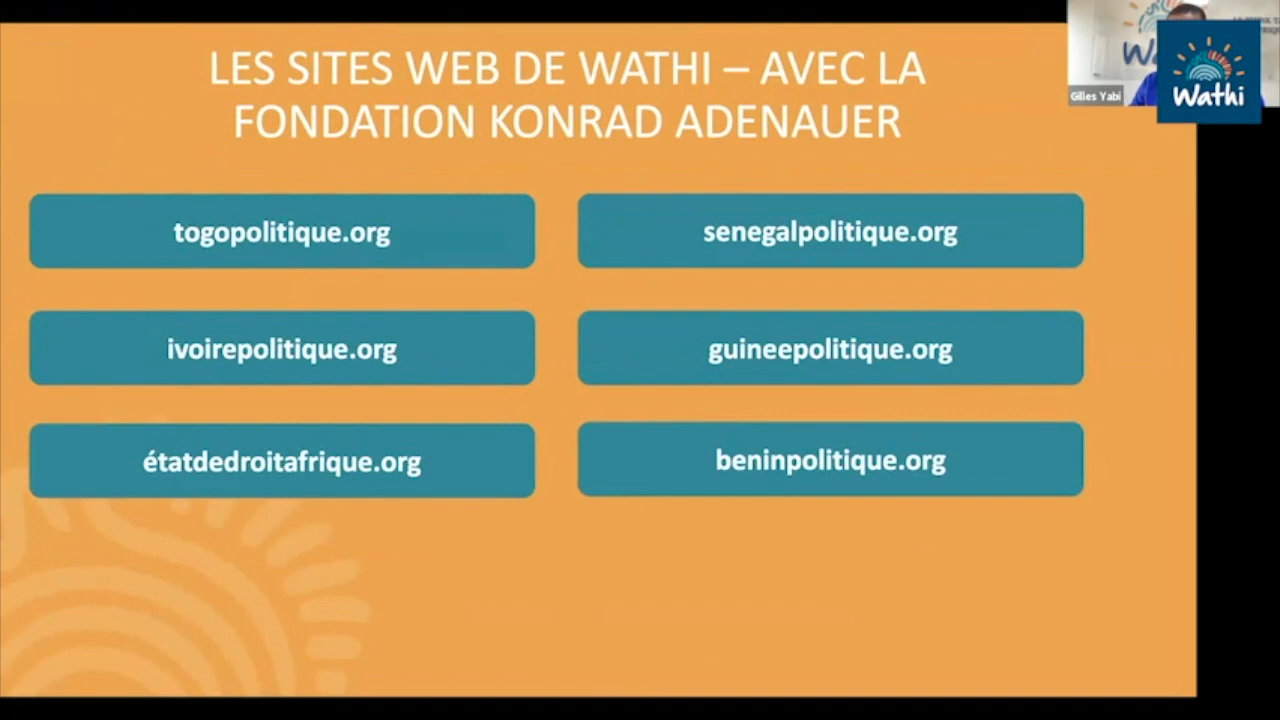 LES SITES WEB DE WATHI – AVEC LA
FONDATION KONRAD ADENAUER
togopolitique.org
senegalpolitique.org
ivoirepolitique.org
guineepolitique.org
étatdedroitafrique.org
beninpolitique.org
Gilles Yabi
Wathi